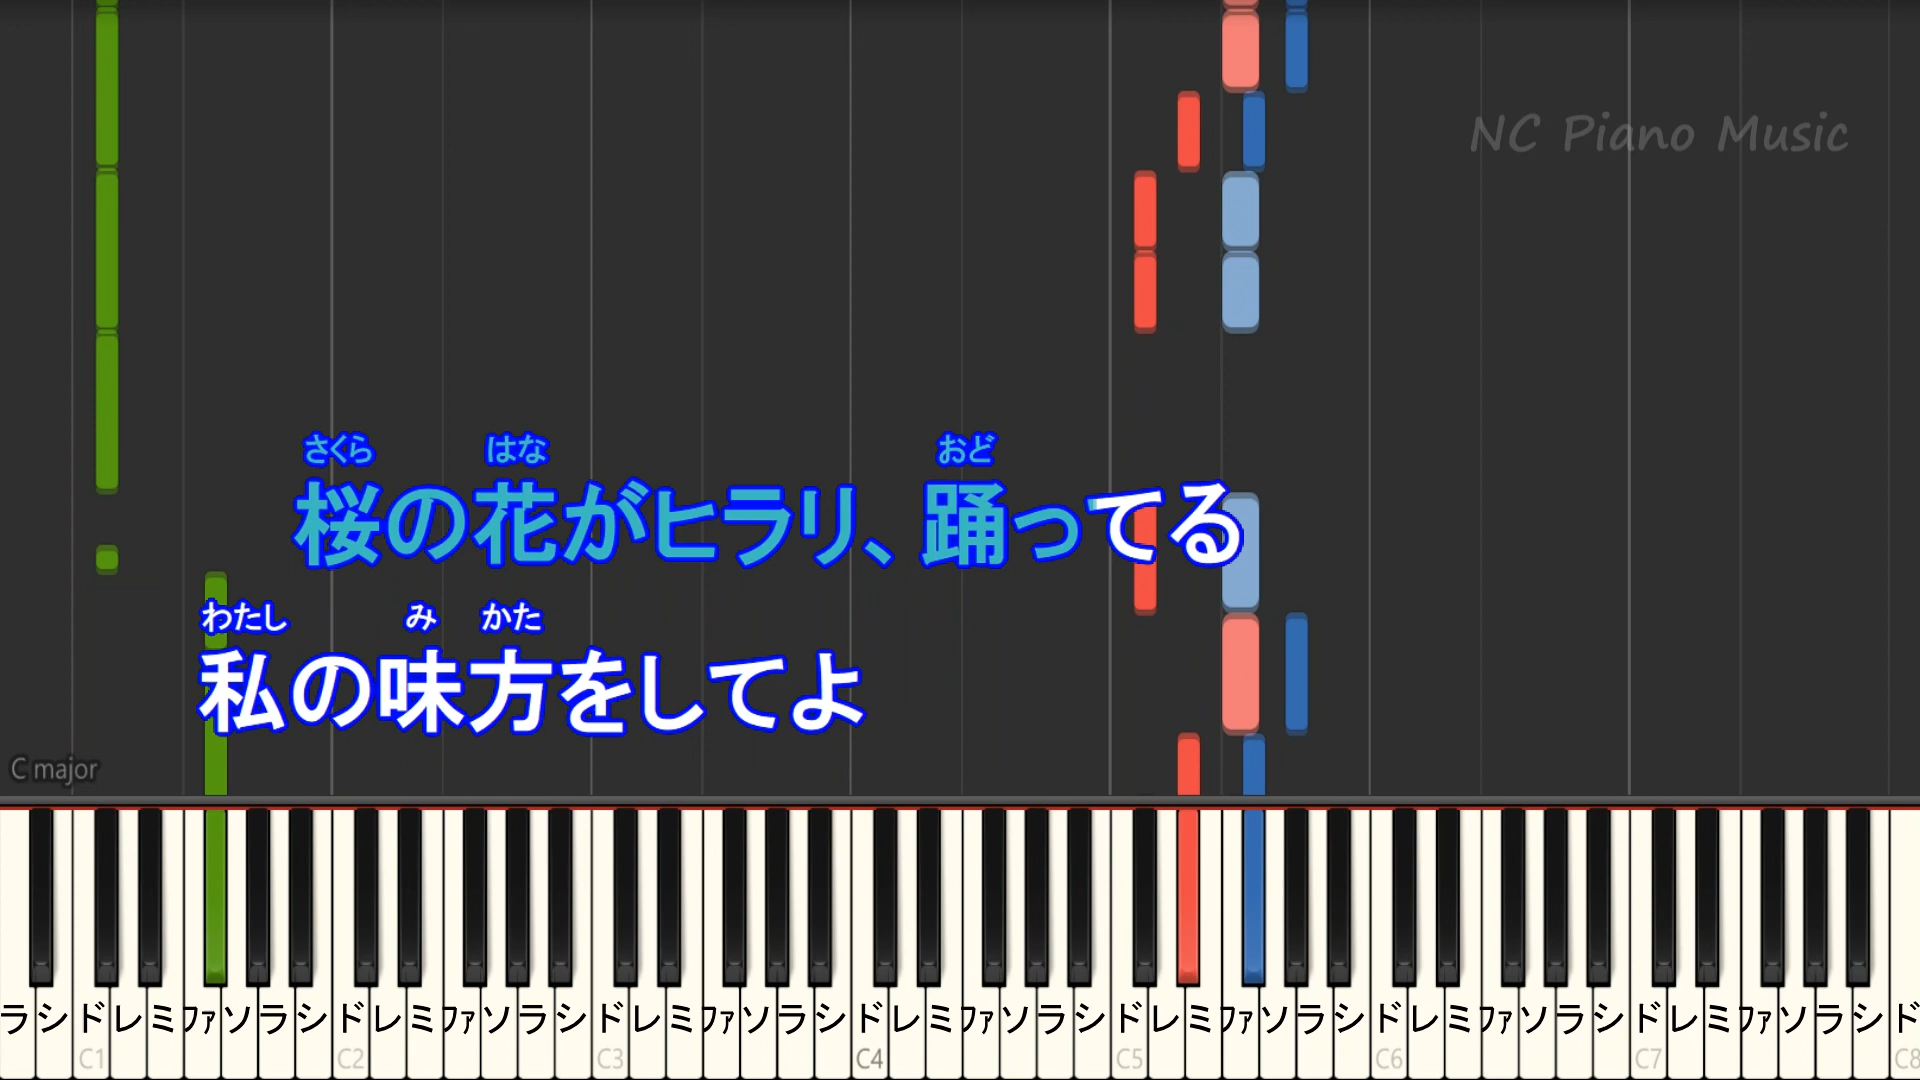 NC Piano Music
さくら はな おど
桜の花がヒラリ、踊ってる
わたし み かた
私の味方をしてよ
C major
ラシドレミファソラシドレミファソラシドレミファソラシドレミファソラシドレミファソラシドレミファソラシドレミファソラシド
C1 C2 C3 C4 C5 C6 C7 C8